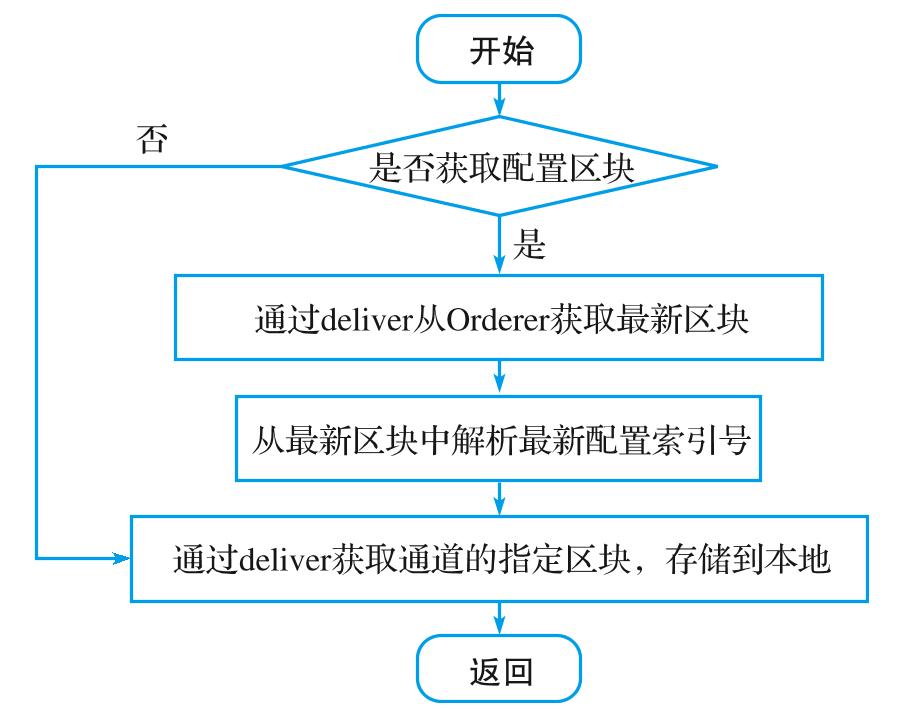 开始
否
是否获取配置区块
是
通过deliver从Orderer获取最新区块
从最新区块中解析最新配置索引号
通过deliver获取通道的指定区块，存储到本地
返回